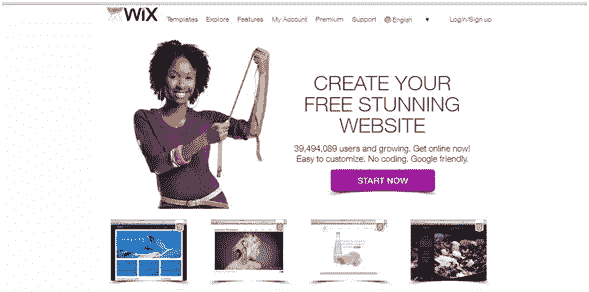 WiX
Templates Explore Features My Account Premium Support English Login/Sign up
CREATE YOUR
FREE STUNNING
WEBSITE
39,494,089 users and growing. Get online now!
Easy to customize. No coding. Google friendly.
START NOW